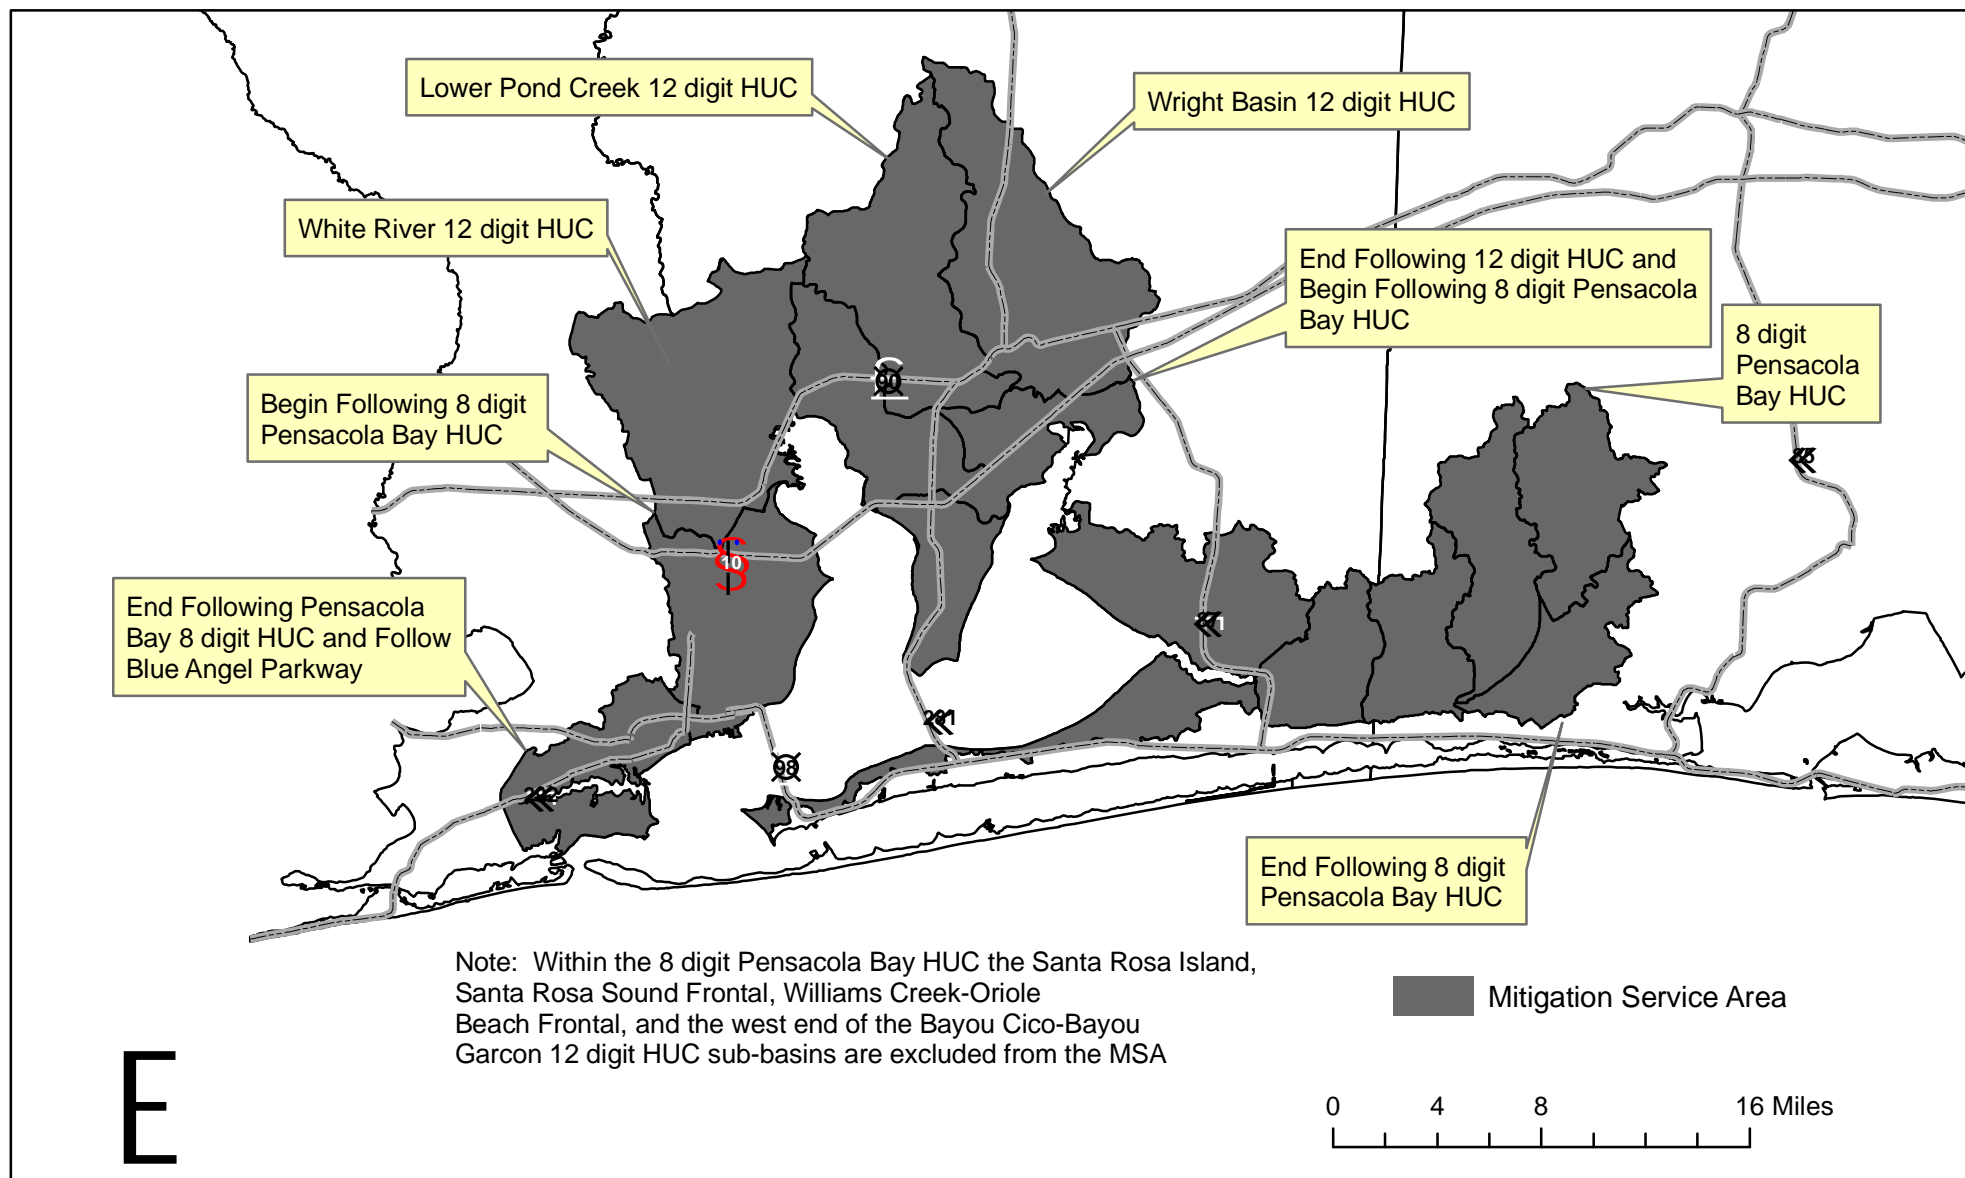 Lower Pond Creek 12 digit HUC
Wright Basin 12 digit HUC
White River 12 digit HUC
End Following 12 digit HUC and
Begin Following 8 digit Pensacola
Bay HUC
8 digit
Pensacola
Bay HUC
Begin Following 8 digit
Pensacola Bay HUC
90
85
10
End Following Pensacola
Bay 8 digit HUC and Follow
Blue Angel Parkway
87
281
98
292
End Following 8 digit
Pensacola Bay HUC
Note: Within the 8 digit Pensacola Bay HUC the Santa Rosa Island,
Santa Rosa Sound Frontal, Williams Creek-Oriole
Beach Frontal, and the west end of the Bayou Cico-Bayou
Garcon 12 digit HUC sub-basins are excluded from the MSA
Mitigation Service Area
E
0 4 8 16 Miles